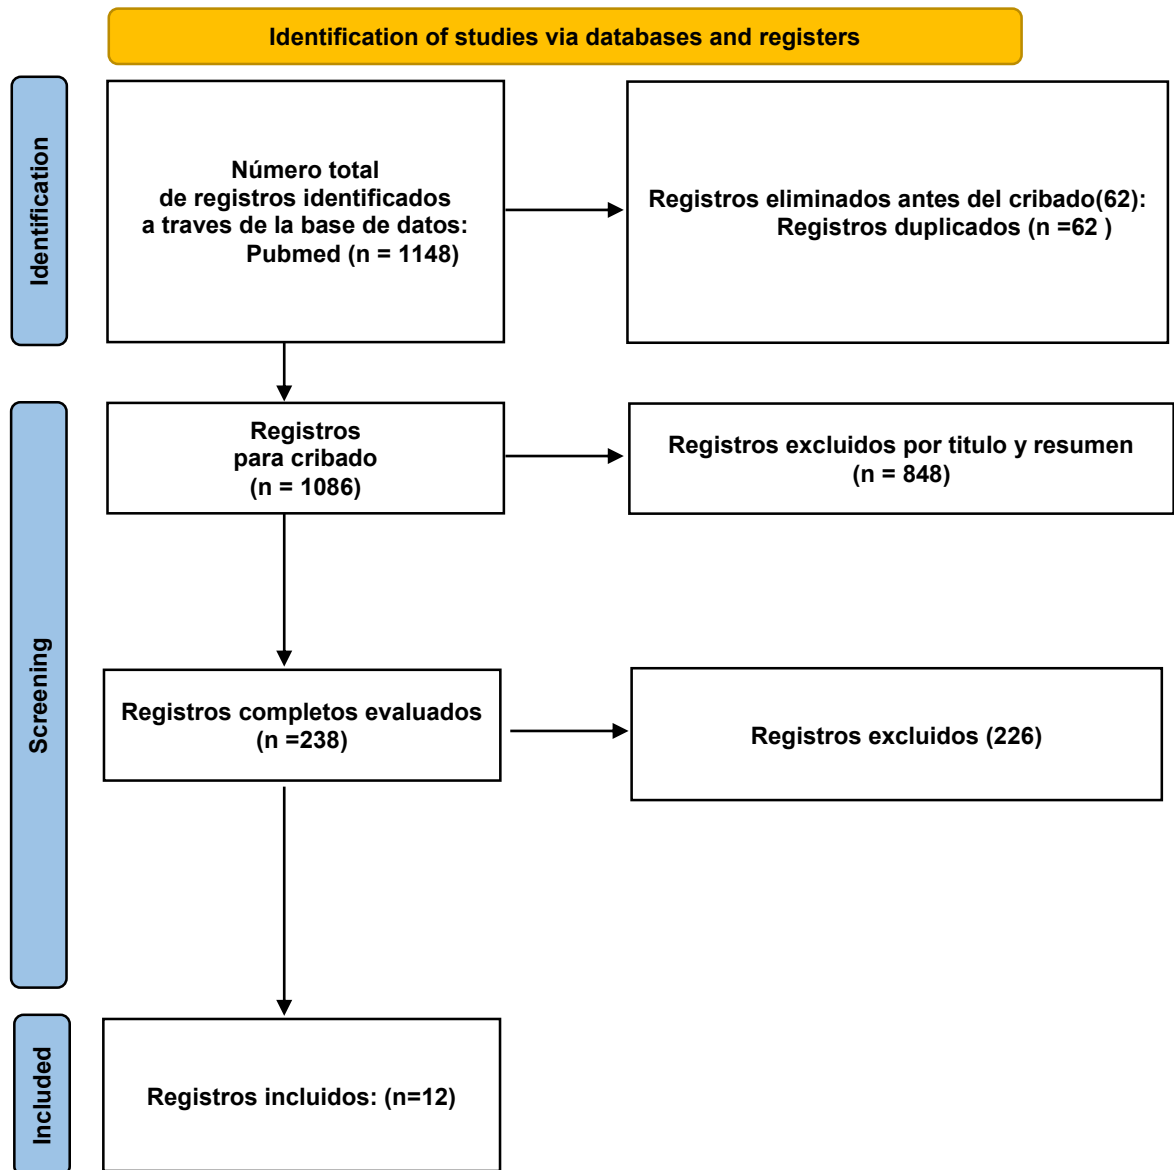 Identification of studies via databases and registers
Identification
Número total
de registros identificados
a traves de la base de datos:
Pubmed (n = 1148)
Registros eliminados antes del cribado(62):
Registros duplicados (n =62 )
Screening
Registros
para cribado
(n = 1086)
Registros excluidos por titulo y resumen
(n = 848)
Registros completos evaluados
(n =238)
Registros excluidos (226)
Included
Registros incluidos: (n=12)